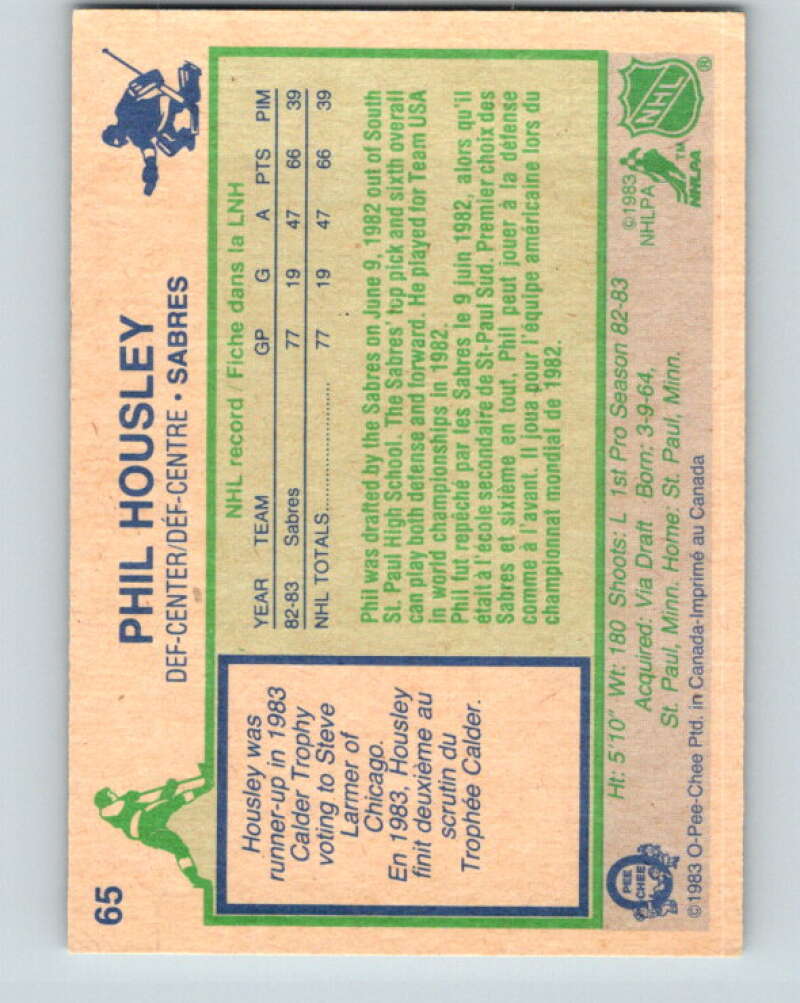 65
PHIL HOUSLEY
DEF-CENTER/DÉF-CENTRE • SABRES
Housley was
runner-up in 1983
Calder Trophy
voting to Steve
Larmer of
Chicago.
En 1983, Housley
finit deuxième au
scrutin du
Trophée Calder.
NHL record / Fiche dans la LNH
YEAR TEAM GP G A PTS PIM
82-83 Sabres 77 19 47 66 39
NHL TOTALS.............................. 77 19 47 66 39
Phil was drafted by the Sabres on June 9, 1982 out of South
St. Paul High School. The Sabres' top pick and sixth overall
can play both defense and forward. He played for Team USA
in world championships in 1982.
Phil fut repêché par les Sabres le 9 juin 1982, alors qu'il
était à l'école secondaire de St-Paul Sud. Premier choix des
Sabres et sixième en tout, Phil peut jouer à la défense
comme à l'avant. Il joua pour l'équipe américaine lors du
championnat mondial de 1982.
Ht: 5'10" Wt: 180 Shoots: L 1st Pro Season 82-83
Acquired: Via Draft Born: 3-9-64,
St. Paul, Minn. Home: St. Paul, Minn.
©1983 O-Pee-Chee Ptd. in Canada-Imprimé au Canada
O PEE CHEE
©1983
NHLPA
NHLPA ™
NHL ®